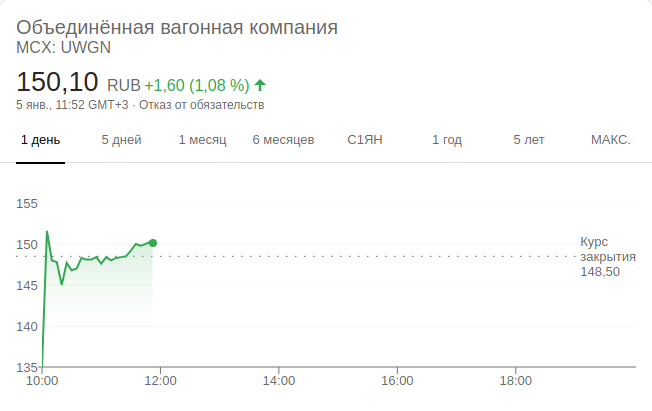 Объединённая вагонная компания
MCX: UWGN
150,10 RUB +1,60 (1,08 %)
5 янв., 11:52 GMT+3 · Отказ от обязательств
1 день 5 дней 1 месяц 6 месяцев С1ЯН 1 год 5 лет МАКС.
155
150
145
140
135
Курс
закрытия
148,50
10:00 12:00 14:00 16:00 18:00